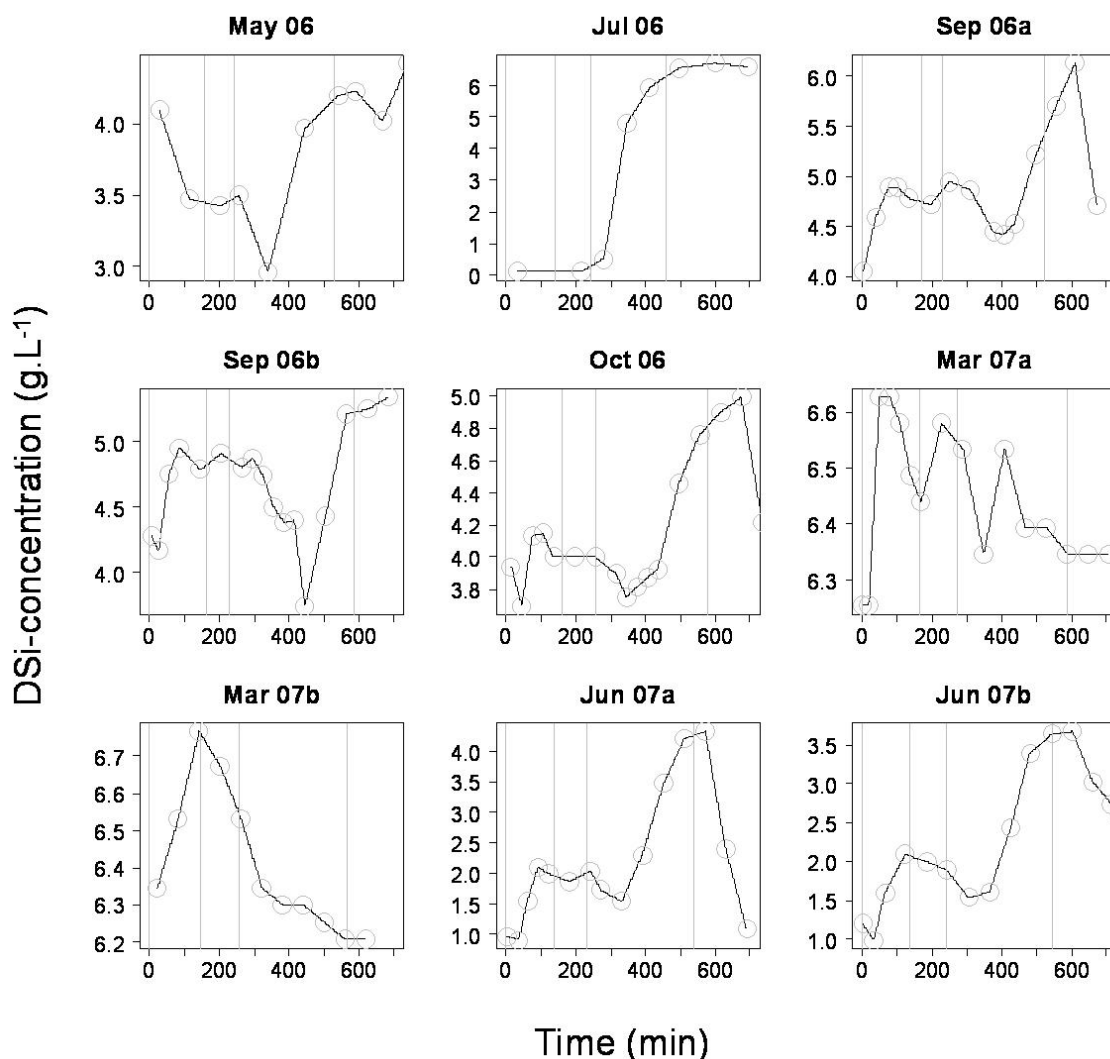 May 06
Jul 06
Sep 06a
4.0
3.5
3.0
0 200 400 600
6
5
4
3
2
1
0
0 200 400 600
6.0
5.5
5.0
4.5
4.0
0 200 400 600
Sep 06b
Oct 06
Mar 07a
5.0
4.5
4.0
0 200 400 600
5.0
4.8
4.6
4.4
4.2
4.0
3.8
0 200 400 600
6.6
6.5
6.4
6.3
0 200 400 600
Mar 07b
Jun 07a
Jun 07b
6.7
6.6
6.5
6.4
6.3
6.2
0 200 400 600
4.0
3.5
3.0
2.5
2.0
1.5
1.0
0 200 400 600
3.5
3.0
2.5
2.0
1.5
1.0
0 200 400 600
DSi-concentration (g.L⁻¹)
Time (min)